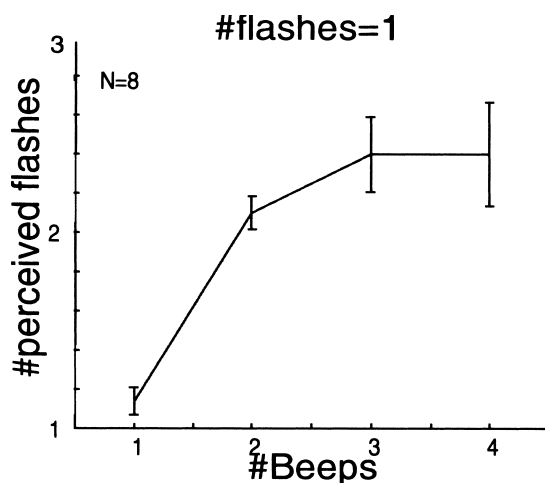 #flashes=1
3
N=8
#perceived flashes
2
1
1 2 3 4
#Beeps